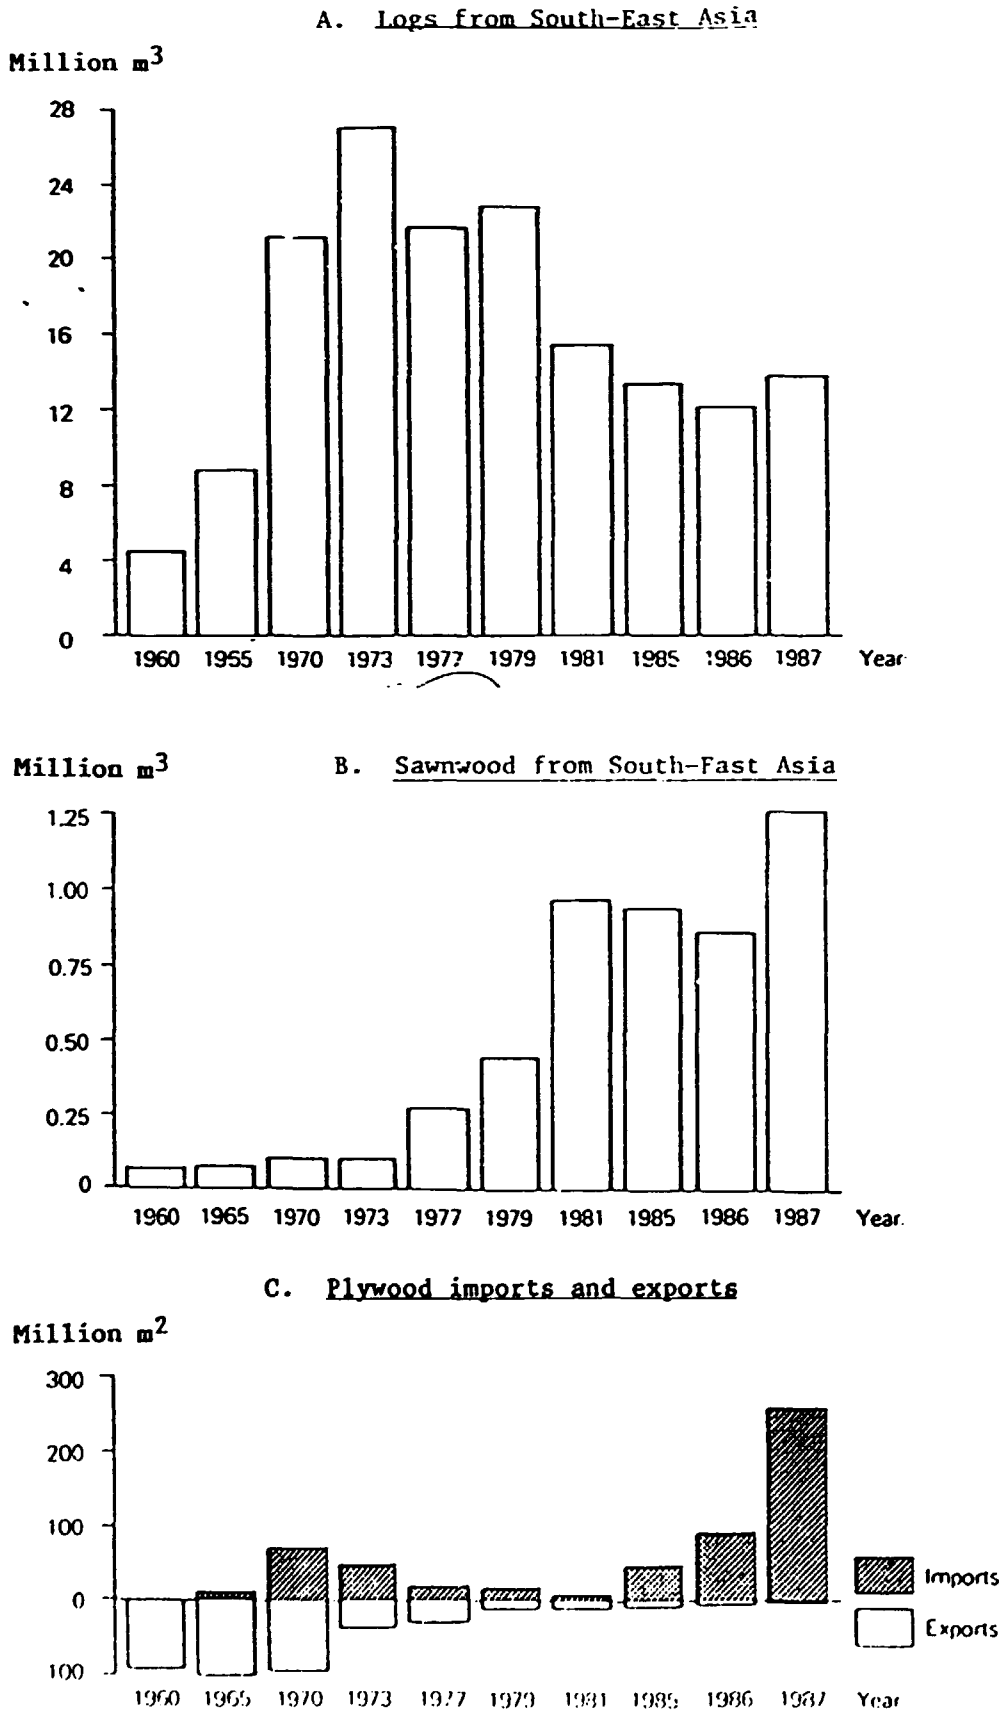 A. Logs from South-East Asia
Million m3
28
24
20
16
12
8
4
0
1960 1955 1970 1973 1977 1979 1981 1985 1986 1987 Year
Million m3 B. Sawnwood from South-East Asia
1.25
1.00
0.75
0.50
0.25
0
1960 1965 1970 1973 1977 1979 1981 1985 1986 1987 Year
C. Plywood imports and exports
Million m2
300
200
100
0
100
Imports
Exports
1960 1965 1970 1973 1977 1979 1981 1985 1986 1987 Year